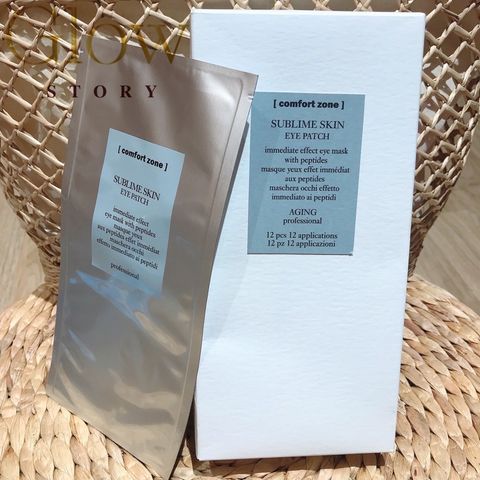 Glow
STORY
[ comfort zone ]
SUBLIME SKIN
EYE PATCH
immediate effect
eye mask with peptides
masque yeux
aux peptides effet immédiat
maschera occhi
effetto immediato ai peptidi
professional
[ comfort zone ]
SUBLIME SKIN
EYE PATCH
immediate effect eye mask
with peptides
masque yeux effet immédiat
aux peptides
maschera occhi effetto
immediato ai peptidi
AGING
professional
12 pcs 12 applications
12 pz 12 applicazioni